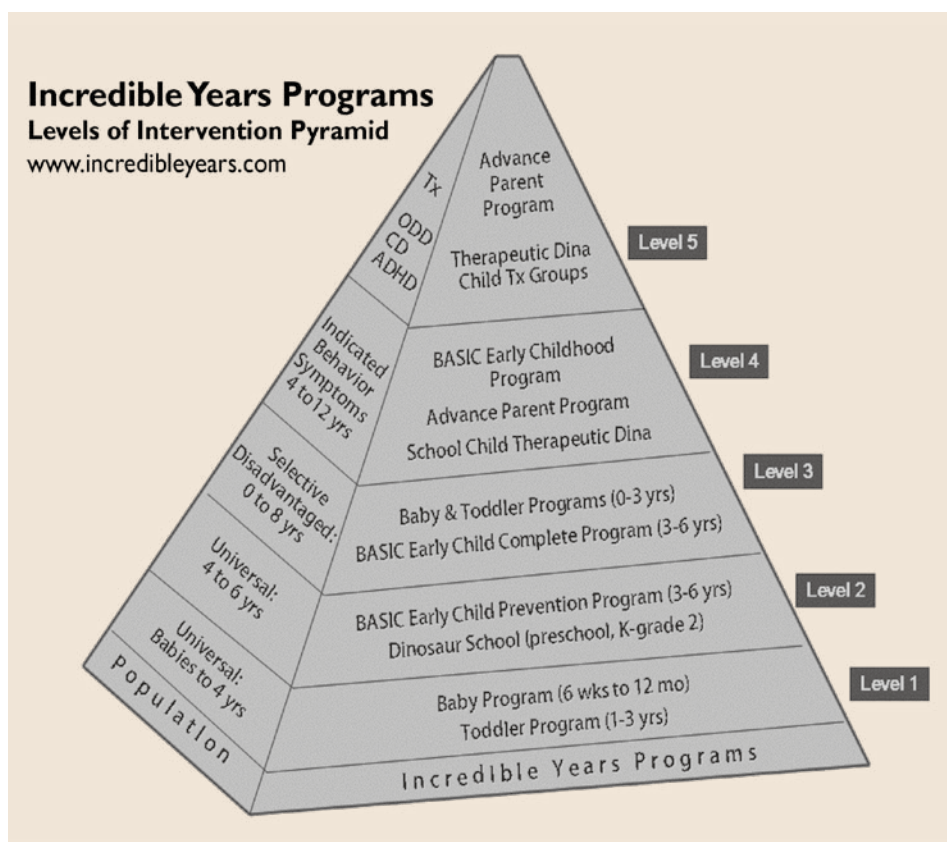 Incredible Years Programs
Levels of Intervention Pyramid
www.incredibleyears.com
Tx
ODD
CD
ADHD
Advance
Parent
Program
Therapeutic Dina
Child Tx Groups
Level 5
Indicated
Behavior
Symptoms
4 to12 yrs
BASIC Early Childhood
Program
Advance Parent Program
School Child Therapeutic Dina
Level 4
Selective
Disadvantaged:
0 to 8 yrs
Baby & Toddler Programs (0-3 yrs)
BASIC Early Child Complete Program (3-6 yrs)
Level 3
Universal:
4 to 6 yrs
BASIC Early Child Prevention Program (3-6 yrs)
Dinosaur School (preschool, K-grade 2)
Level 2
Universal:
Babies to 4 yrs
Baby Program (6 wks to 12 mo)
Toddler Program (1-3 yrs)
Level 1
Population
Incredible Years Programs